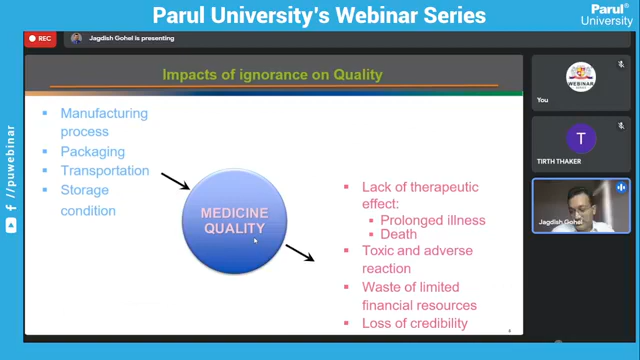 Parul University's Webinar Series
Parul®
University
REC
Jagdish Gohel is presenting
Impacts of ignorance on Quality
Manufacturing
process
Packaging
Transportation
Storage
condition
MEDICINE
QUALITY
Lack of therapeutic
effect:
Prolonged illness
Death
Toxic and adverse
reaction
Waste of limited
financial resources
Loss of credibility
WEBINAR
You
T
TIRTH THAKER
Jagdish Gohel
/puwebinar